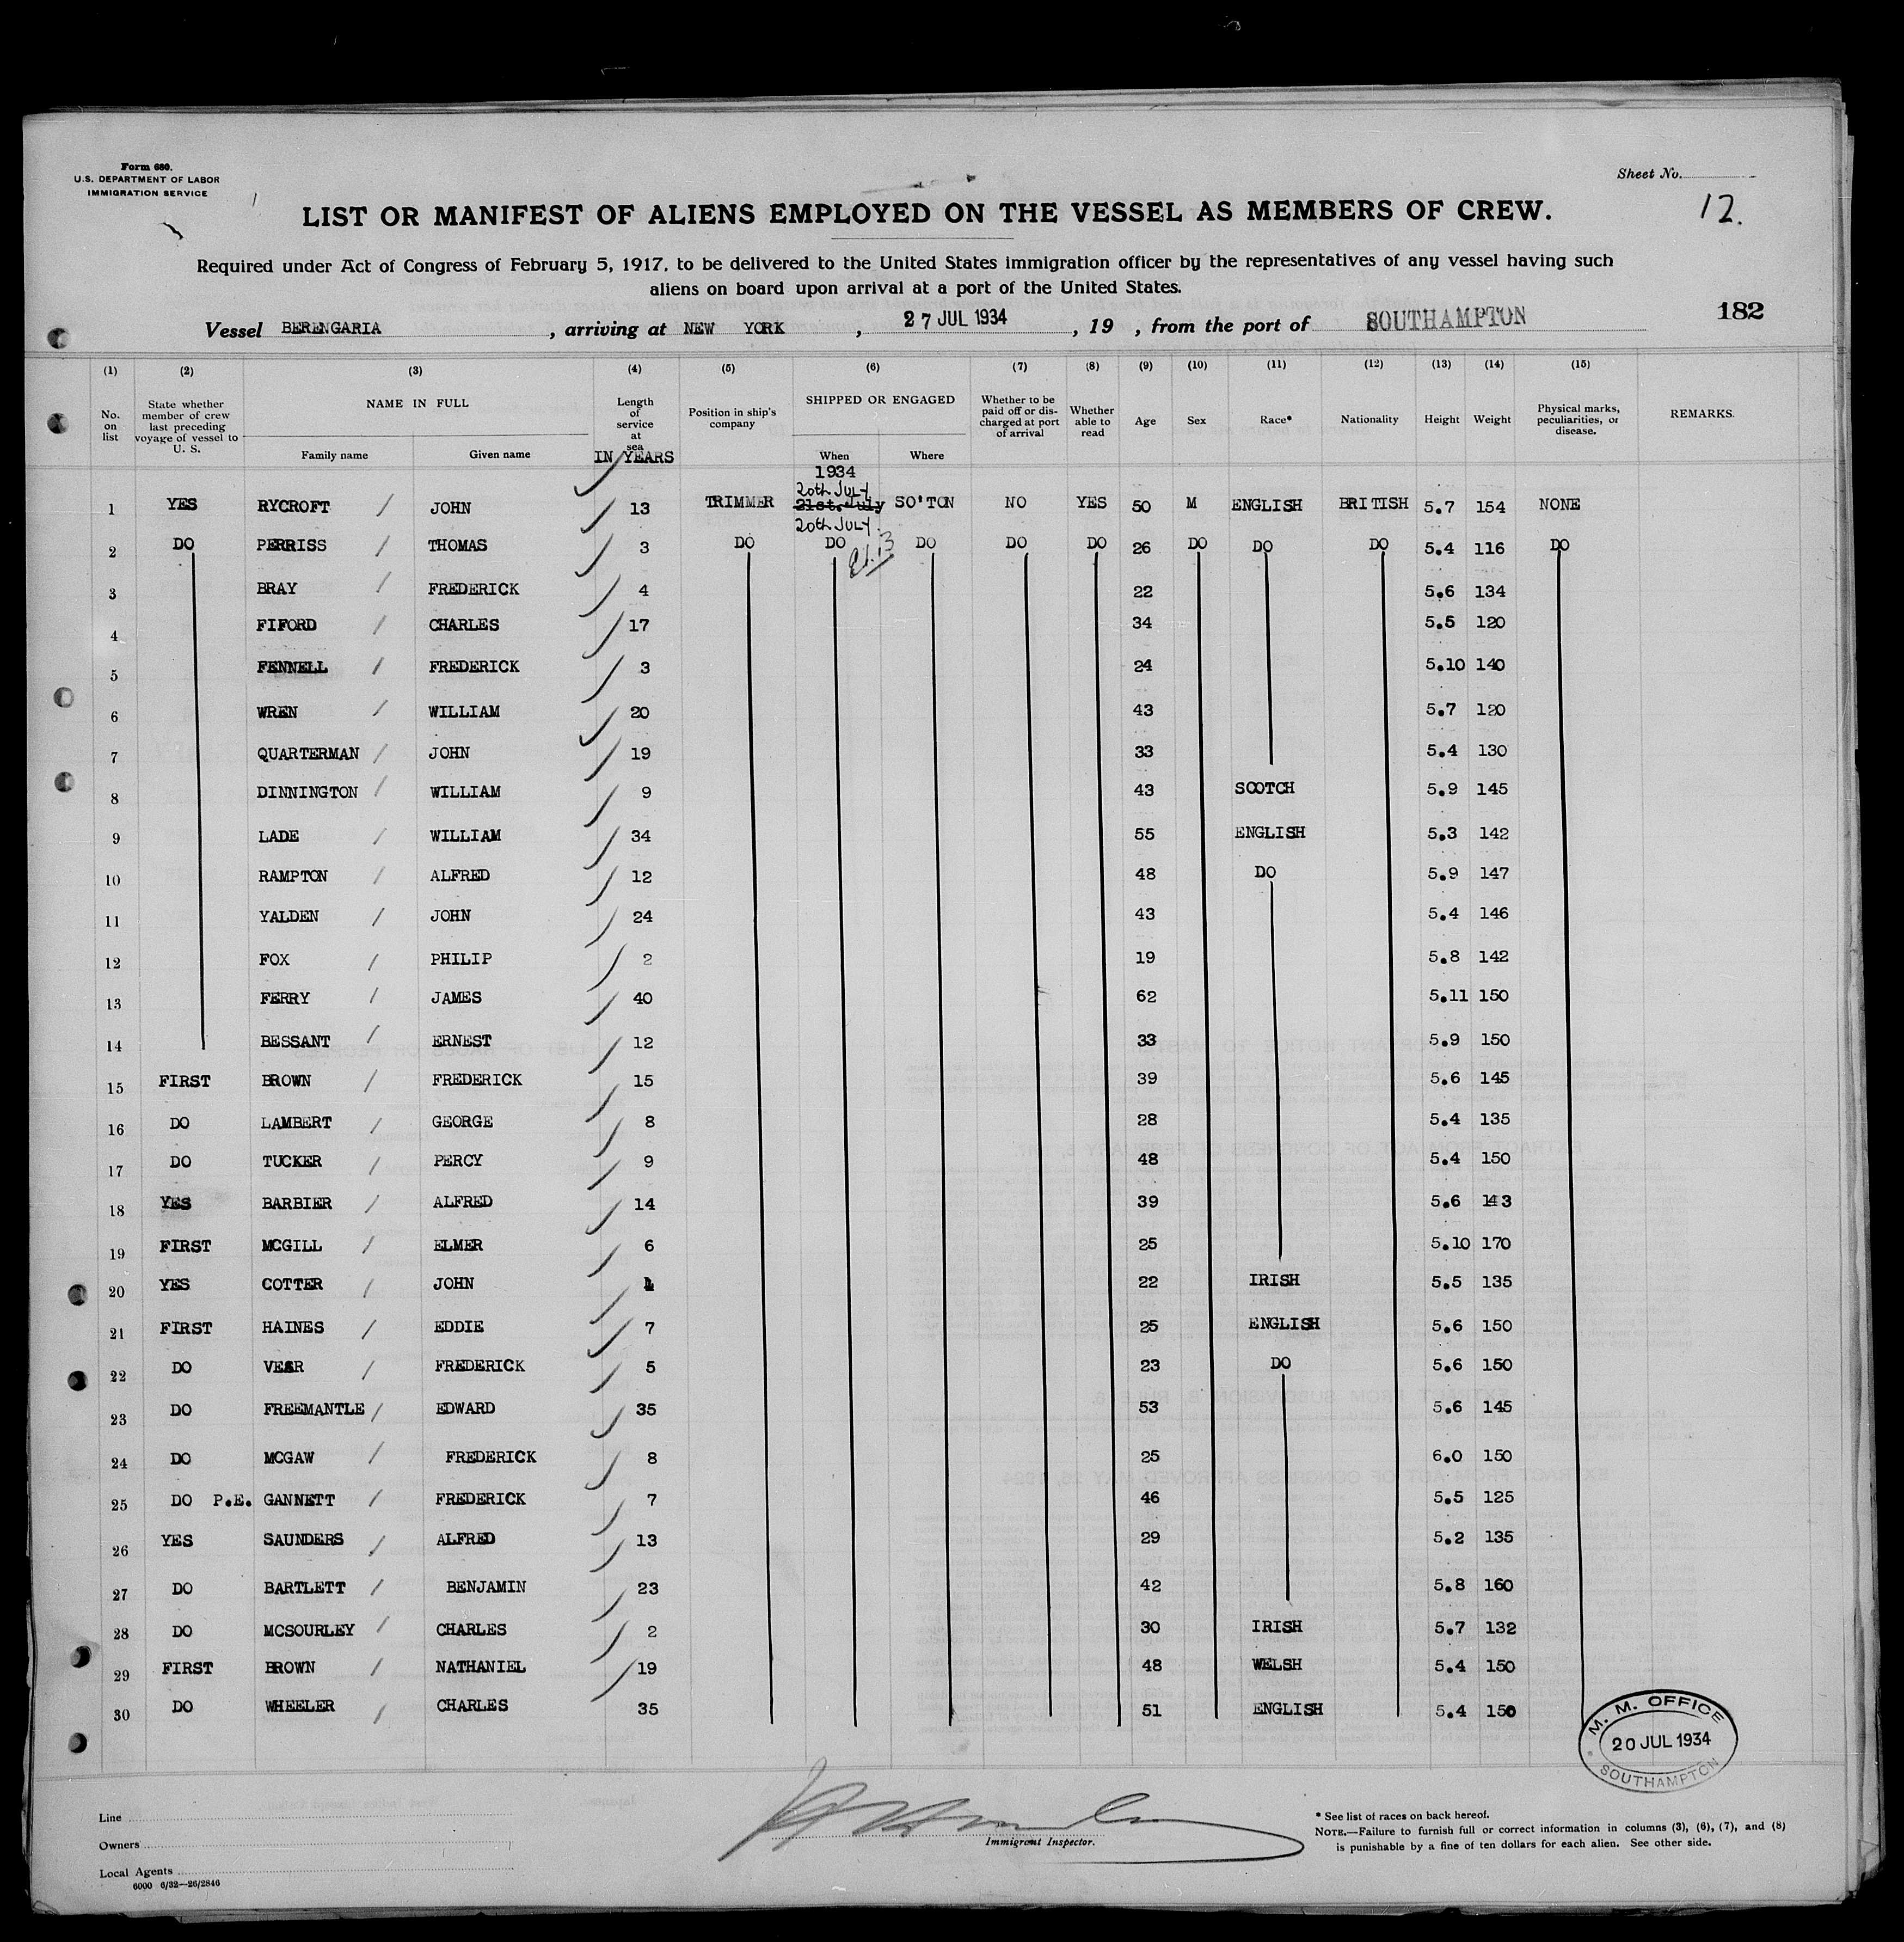 Form 680.
U.S. DEPARTMENT OF LABOR
IMMIGRATION SERVICE
Sheet No.
12.
LIST OR MANIFEST OF ALIENS EMPLOYED ON THE VESSEL AS MEMBERS OF CREW.
Required under Act of Congress of February 5, 1917, to be delivered to the United States immigration officer by the representatives of any vessel having such
aliens on board upon arrival at a port of the United States.
182
Vessel BERENGARIA, arriving at NEW YORK, 27 JUL 1934, 19 , from the port of SOUTHAMPTON
(1) (2) (3) (4) (5) (6) (7) (8) (9) (10) (11) (12) (13) (14) (15)
No. on list
State whether member of crew last preceding voyage of vessel to U. S.
NAME IN FULL
Family name Given name
Length of service at sea
IN YEARS
Position in ship's company
SHIPPED OR ENGAGED
When Where
Whether to be paid off or discharged at port of arrival
Whether able to read
Age
Sex
Race*
Nationality
Height
Weight
Physical marks, peculiarities, or disease.
REMARKS.
1934
20th JULY
1 YES RYCROFT JOHN 13 TRIMMER 21st.July SO'TON NO YES 50 M ENGLISH BRITISH 5.7 154 NONE
20th JULY
2 DO PERRISS THOMAS 3 DO DO DO DO DO 26 DO DO DO 5.4 116 DO
3 BRAY FREDERICK 4 22 5.6 134
4 FIFORD CHARLES 17 34 5.5 120
5 FENNELL FREDERICK 3 24 5.10 140
6 WREN WILLIAM 20 43 5.7 120
7 QUARTERMAN JOHN 19 33 5.4 130
8 DINNINGTON WILLIAM 9 43 SCOTCH 5.9 145
9 LADE WILLIAM 34 55 ENGLISH 5.3 142
10 RAMPTON ALFRED 12 48 DO 5.9 147
11 YALDEN JOHN 24 43 5.4 146
12 FOX PHILIP 2 19 5.8 142
13 FERRY JAMES 40 62 5.11 150
14 BESSANT ERNEST 12 33 5.9 150
15 FIRST BROWN FREDERICK 15 39 5.6 145
16 DO LAMBERT GEORGE 8 28 5.4 135
17 DO TUCKER PERCY 9 48 5.4 150
18 YES BARBIER ALFRED 14 39 5.6 143
19 FIRST MCGILL ELMER 6 25 5.10 170
20 YES COTTER JOHN 22 IRISH 5.5 135
21 FIRST HAINES EDDIE 7 25 ENGLISH 5.6 150
22 DO FREDERICK 5 23 DO 5.6 150
23 DO FREEMANTLE EDWARD 35 53 5.6 145
24 DO MCGAW FREDERICK 8 25 6.0 150
25 DO P.E. GANNETT FREDERICK 7 46 5.5 125
26 YES SAUNDERS ALFRED 13 29 5.2 135
27 DO BARTLETT BENJAMIN 23 42 5.8 160
28 DO MCSOURLEY CHARLES 2 30 IRISH 5.7 132
29 FIRST BROWN NATHANIEL 19 48 WELSH 5.4 150
30 DO WHEELER CHARLES 35 51 ENGLISH 5.4 150
M. M. OFFICE
20 JUL 1934
SOUTHAMPTON
Line
Owners
Local Agents
6000 6/32—26/2846
Immigrant Inspector.
* See list of races on back hereof.
NOTE.—Failure to furnish full or correct information in columns (3), (6), (7), and (8)
is punishable by a fine of ten dollars for each alien. See other side.